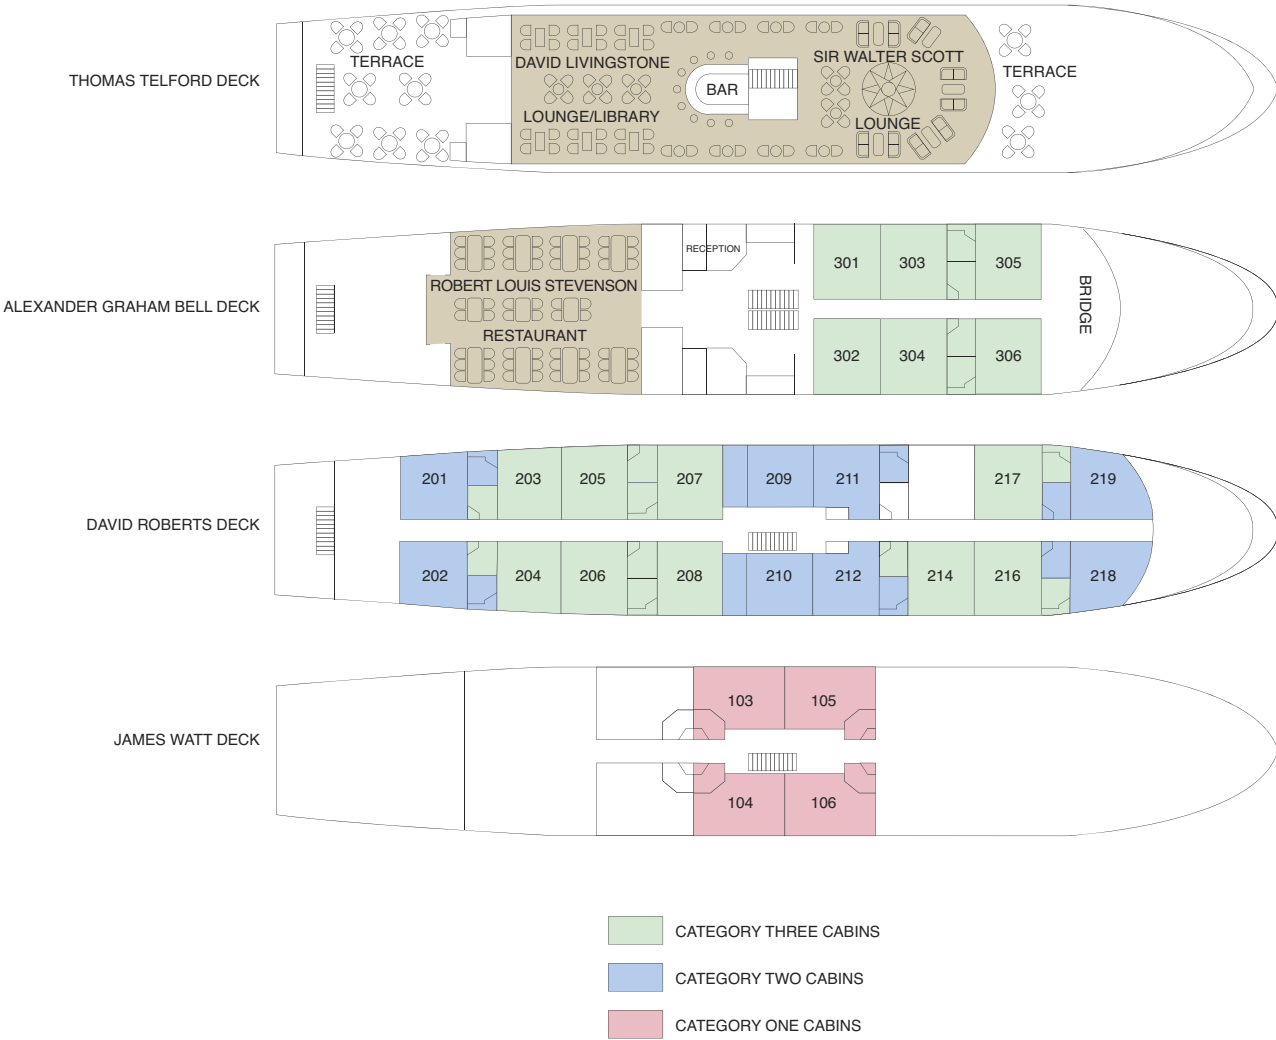 THOMAS TELFORD DECK
TERRACE
DAVID LIVINGSTONE
LOUNGE/LIBRARY
BAR
SIR WALTER SCOTT
LOUNGE
TERRACE
ALEXANDER GRAHAM BELL DECK
ROBERT LOUIS STEVENSON
RESTAURANT
RECEPTION
301 303 305
302 304 306
BRIDGE
DAVID ROBERTS DECK
201 203 205 207 209 211 217 219
202 204 206 208 210 212 214 216 218
JAMES WATT DECK
103 105
104 106
CATEGORY THREE CABINS
CATEGORY TWO CABINS
CATEGORY ONE CABINS